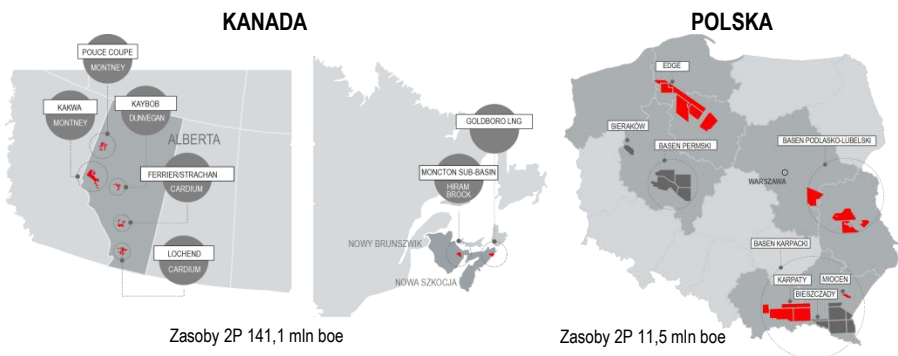 KANADA
POUCE COUPE
MONTNEY
KAKWA
MONTNEY
KAYBOB
DUNVEGAN
ALBERTA
FERRIER/STRACHAN
CARDIUM
LOCHEND
CARDIUM
GOLDBORO LNG
MONCTON SUB-BASIN
HIRAM
BROCK
NOWY BRUNSZWIK
NOWA SZKOCJA
Zasoby 2P 141,1 mln boe
POLSKA
EDGE
SIERAKÓW
BASEN PERMSKI
BASEN PODLASKO-LUBELSKI
WARSZAWA
BASEN KARPACKI
KARPATY
MIOCEN
BIESZCZADY
Zasoby 2P 11,5 mln boe